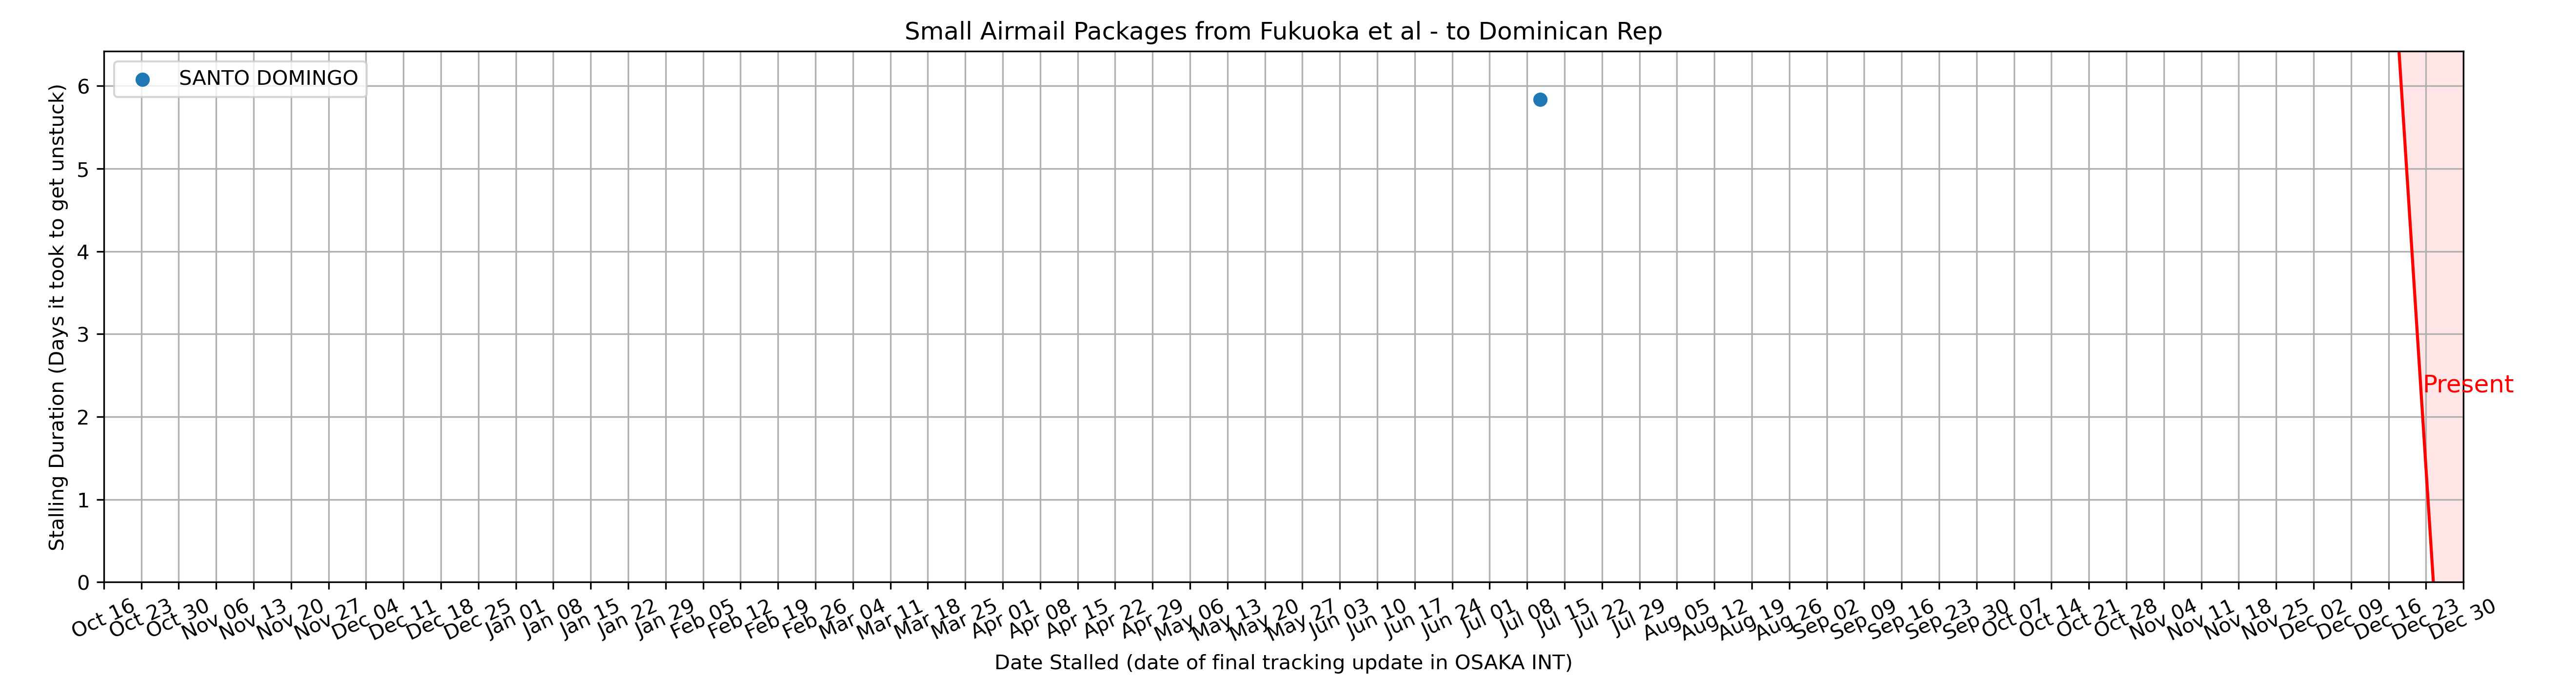 Small Airmail Packages from Fukuoka et al - to Dominican Rep
SANTO DOMINGO
Stalling Duration (Days it took to get unstuck)
6
5
4
3
2
1
0
Present
Oct 16
Oct 23
Oct 30
Nov 06
Nov 13
Nov 20
Nov 27
Dec 04
Dec 11
Dec 18
Dec 25
Jan 01
Jan 08
Jan 15
Jan 22
Jan 29
Feb 05
Feb 12
Feb 19
Feb 26
Mar 04
Mar 11
Mar 18
Mar 25
Apr 01
Apr 08
Apr 15
Apr 22
Apr 29
May 06
May 13
May 20
May 27
Jun 03
Jun 10
Jun 17
Jun 24
Jul 01
Jul 08
Jul 15
Jul 22
Jul 29
Aug 05
Aug 12
Aug 19
Aug 26
Sep 02
Sep 09
Sep 16
Sep 23
Sep 30
Oct 07
Oct 14
Oct 21
Oct 28
Nov 04
Nov 11
Nov 18
Nov 25
Dec 02
Dec 09
Dec 16
Dec 23
Dec 30
Date Stalled (date of final tracking update in OSAKA INT)